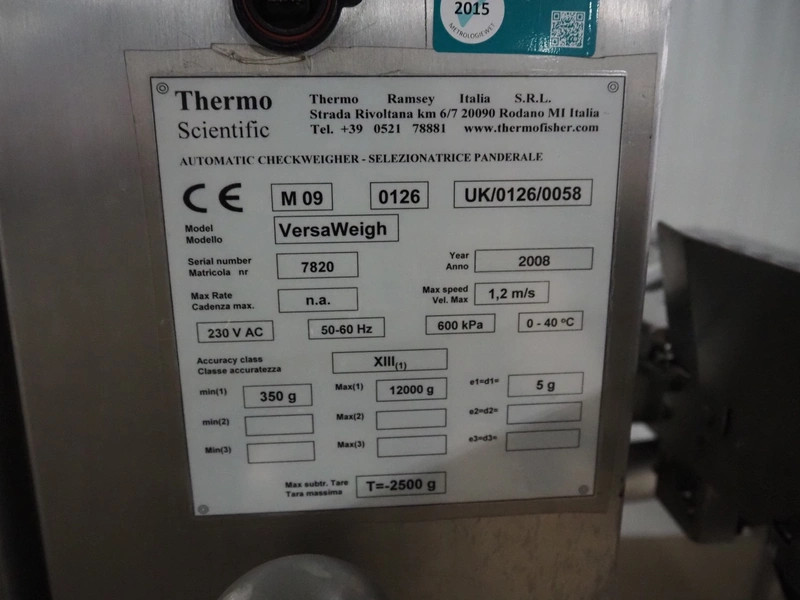 2015
METROLOGIEWET
Thermo
Scientific
Thermo Ramsey Italia S.R.L.
Strada Rivoltana km 6/7 20090 Rodano MI Italia
Tel. +39 0521 78881 www.thermofisher.com
AUTOMATIC CHECKWEIGHER - SELEZIONATRICE PANDERALE
CE M 09 0126 UK/0126/0058
Model
Modello
VersaWeigh
Serial number
Matricola nr
7820
Year
Anno
2008
Max Rate
Cadenza max.
n.a.
Max speed
Vel. Max
1,2 m/s
230 V AC 50-60 Hz 600 kPa 0 - 40 °C
Accuracy class
Classe accuratezza
XIII(1)
min(1) 350 g Max(1) 12000 g e1=d1= 5 g
min(2) Max(2) e2=d2=
Min(3) Max(3) e3=d3=
Max subtr. Tare
Tera massima
T=-2500 g